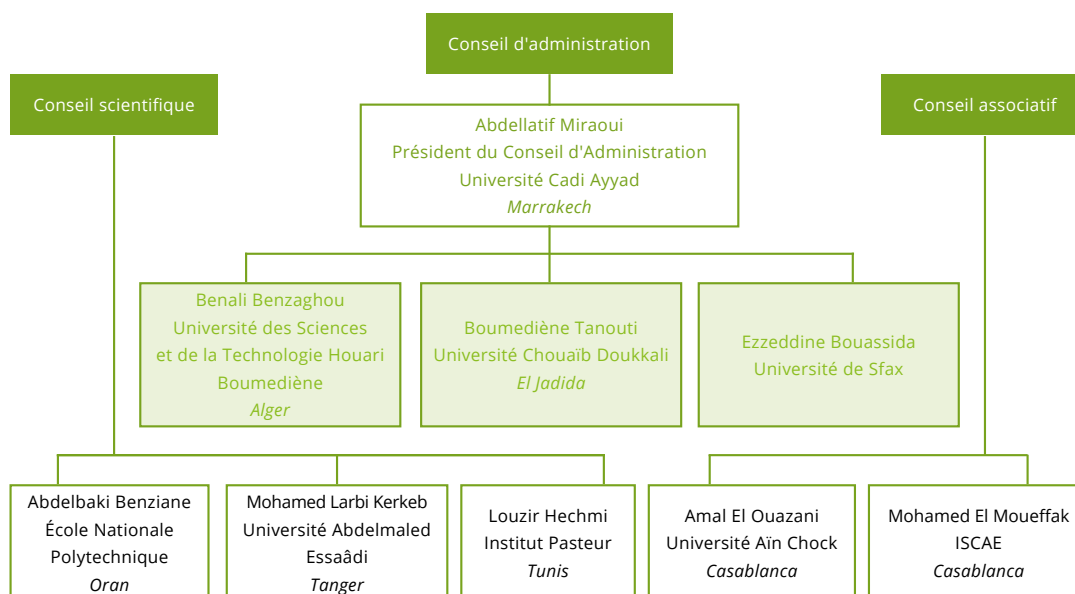 Conseil d'administration
Conseil scientifique
Conseil associatif
Abdellatif Miraoui
Président du Conseil d'Administration
Université Cadi Ayyad
Marrakech
Benali Benzaghou
Université des Sciences
et de la Technologie Houari
Boumediène
Alger
Boumediène Tanouti
Université Chouaïb Doukkali
El Jadida
Ezzeddine Bouassida
Université de Sfax
Abdelbaki Benziane
École Nationale
Polytechnique
Oran
Mohamed Larbi Kerkeb
Université Abdelmaled
Essaâdi
Tanger
Louzir Hechmi
Institut Pasteur
Tunis
Amal El Ouazani
Université Aïn Chock
Casablanca
Mohamed El Moueffak
ISCAE
Casablanca